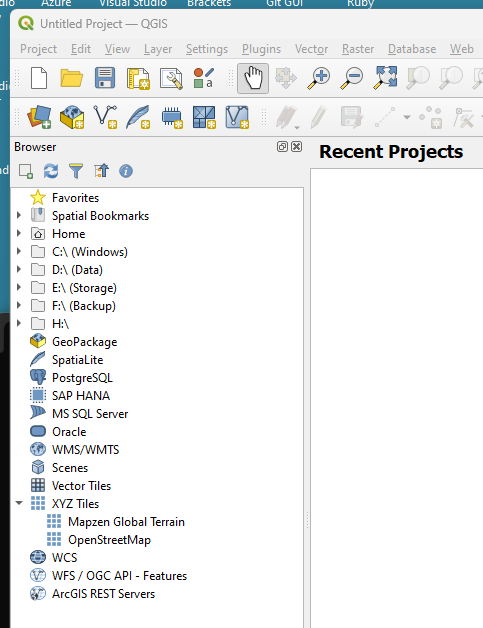 Azure Visual Studio Brackets Git GUI Ruby
Untitled Project — QGIS
Project Edit View Layer Settings Plugins Vector Raster Database Web
Browser
Recent Projects
Favorites
Spatial Bookmarks
Home
C:\ (Windows)
D:\ (Data)
E:\ (Storage)
F:\ (Backup)
H:\
GeoPackage
SpatiaLite
PostgreSQL
SAP HANA
MS SQL Server
Oracle
WMS/WMTS
Scenes
Vector Tiles
XYZ Tiles
Mapzen Global Terrain
OpenStreetMap
WCS
WFS / OGC API - Features
ArcGIS REST Servers